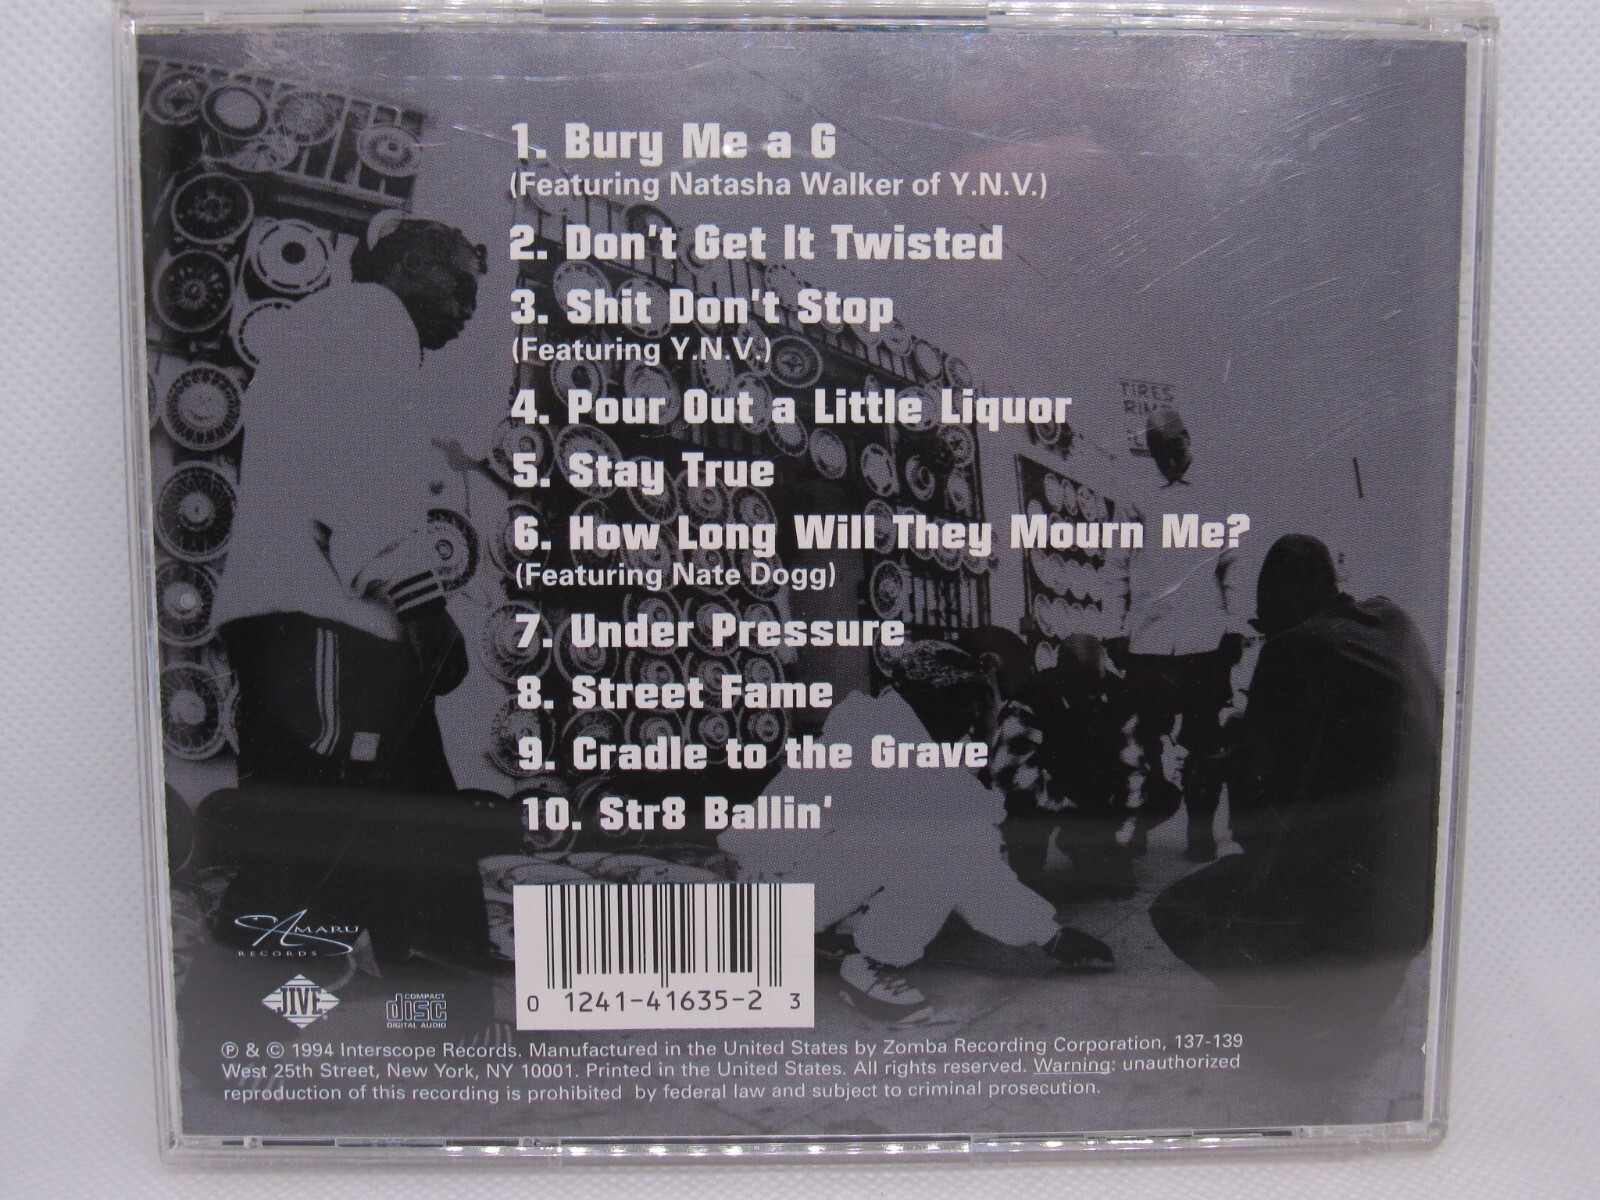 1. Bury Me a G
(Featuring Natasha Walker of Y.N.V.)
2. Don't Get It Twisted
3. Shit Don't Stop
(Featuring Y.N.V.)
4. Pour Out a Little Liquor
5. Stay True
6. How Long Will They Mourn Me?
(Featuring Nate Dogg)
7. Under Pressure
8. Street Fame
9. Cradle to the Grave
10. Str8 Ballin'
TIRES
AMARU
RECORDS
JIVE
COMPACT
disc
DIGITAL AUDIO
0 1241-41635-2 3
℗ & © 1994 Interscope Records. Manufactured in the United States by Zomba Recording Corporation, 137-139
West 25th Street, New York, NY 10001. Printed in the United States. All rights reserved. Warning: unauthorized
reproduction of this recording is prohibited by federal law and subject to criminal prosecution.